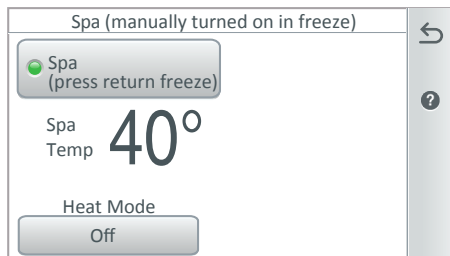 Spa (manually turned on in freeze)
Spa
(press return freeze)
Spa
Temp
40°
Heat Mode
Off
?